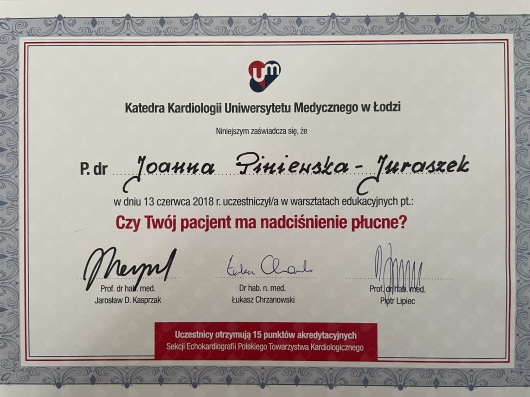 um
Katedra Kardiologii Uniwersytetu Medycznego w Łodzi
Niniejszym zaświadcza się, że
P. dr Joanna Piniewska-Juraszek
w dniu 13 czerwca 2018 r. uczestniczył/a w warsztatach edukacyjnych pt.:
Czy Twój pacjent ma nadciśnienie płucne?
Prof. dr hab. med.
Jarosław D. Kasprzak
Dr hab. n. med.
Łukasz Chrzanowski
Prof. dr hab. med.
Piotr Lipiec
Uczestnicy otrzymują 15 punktów akredytacyjnych
Sekcji Echokardiografii Polskiego Towarzystwa Kardiologicznego